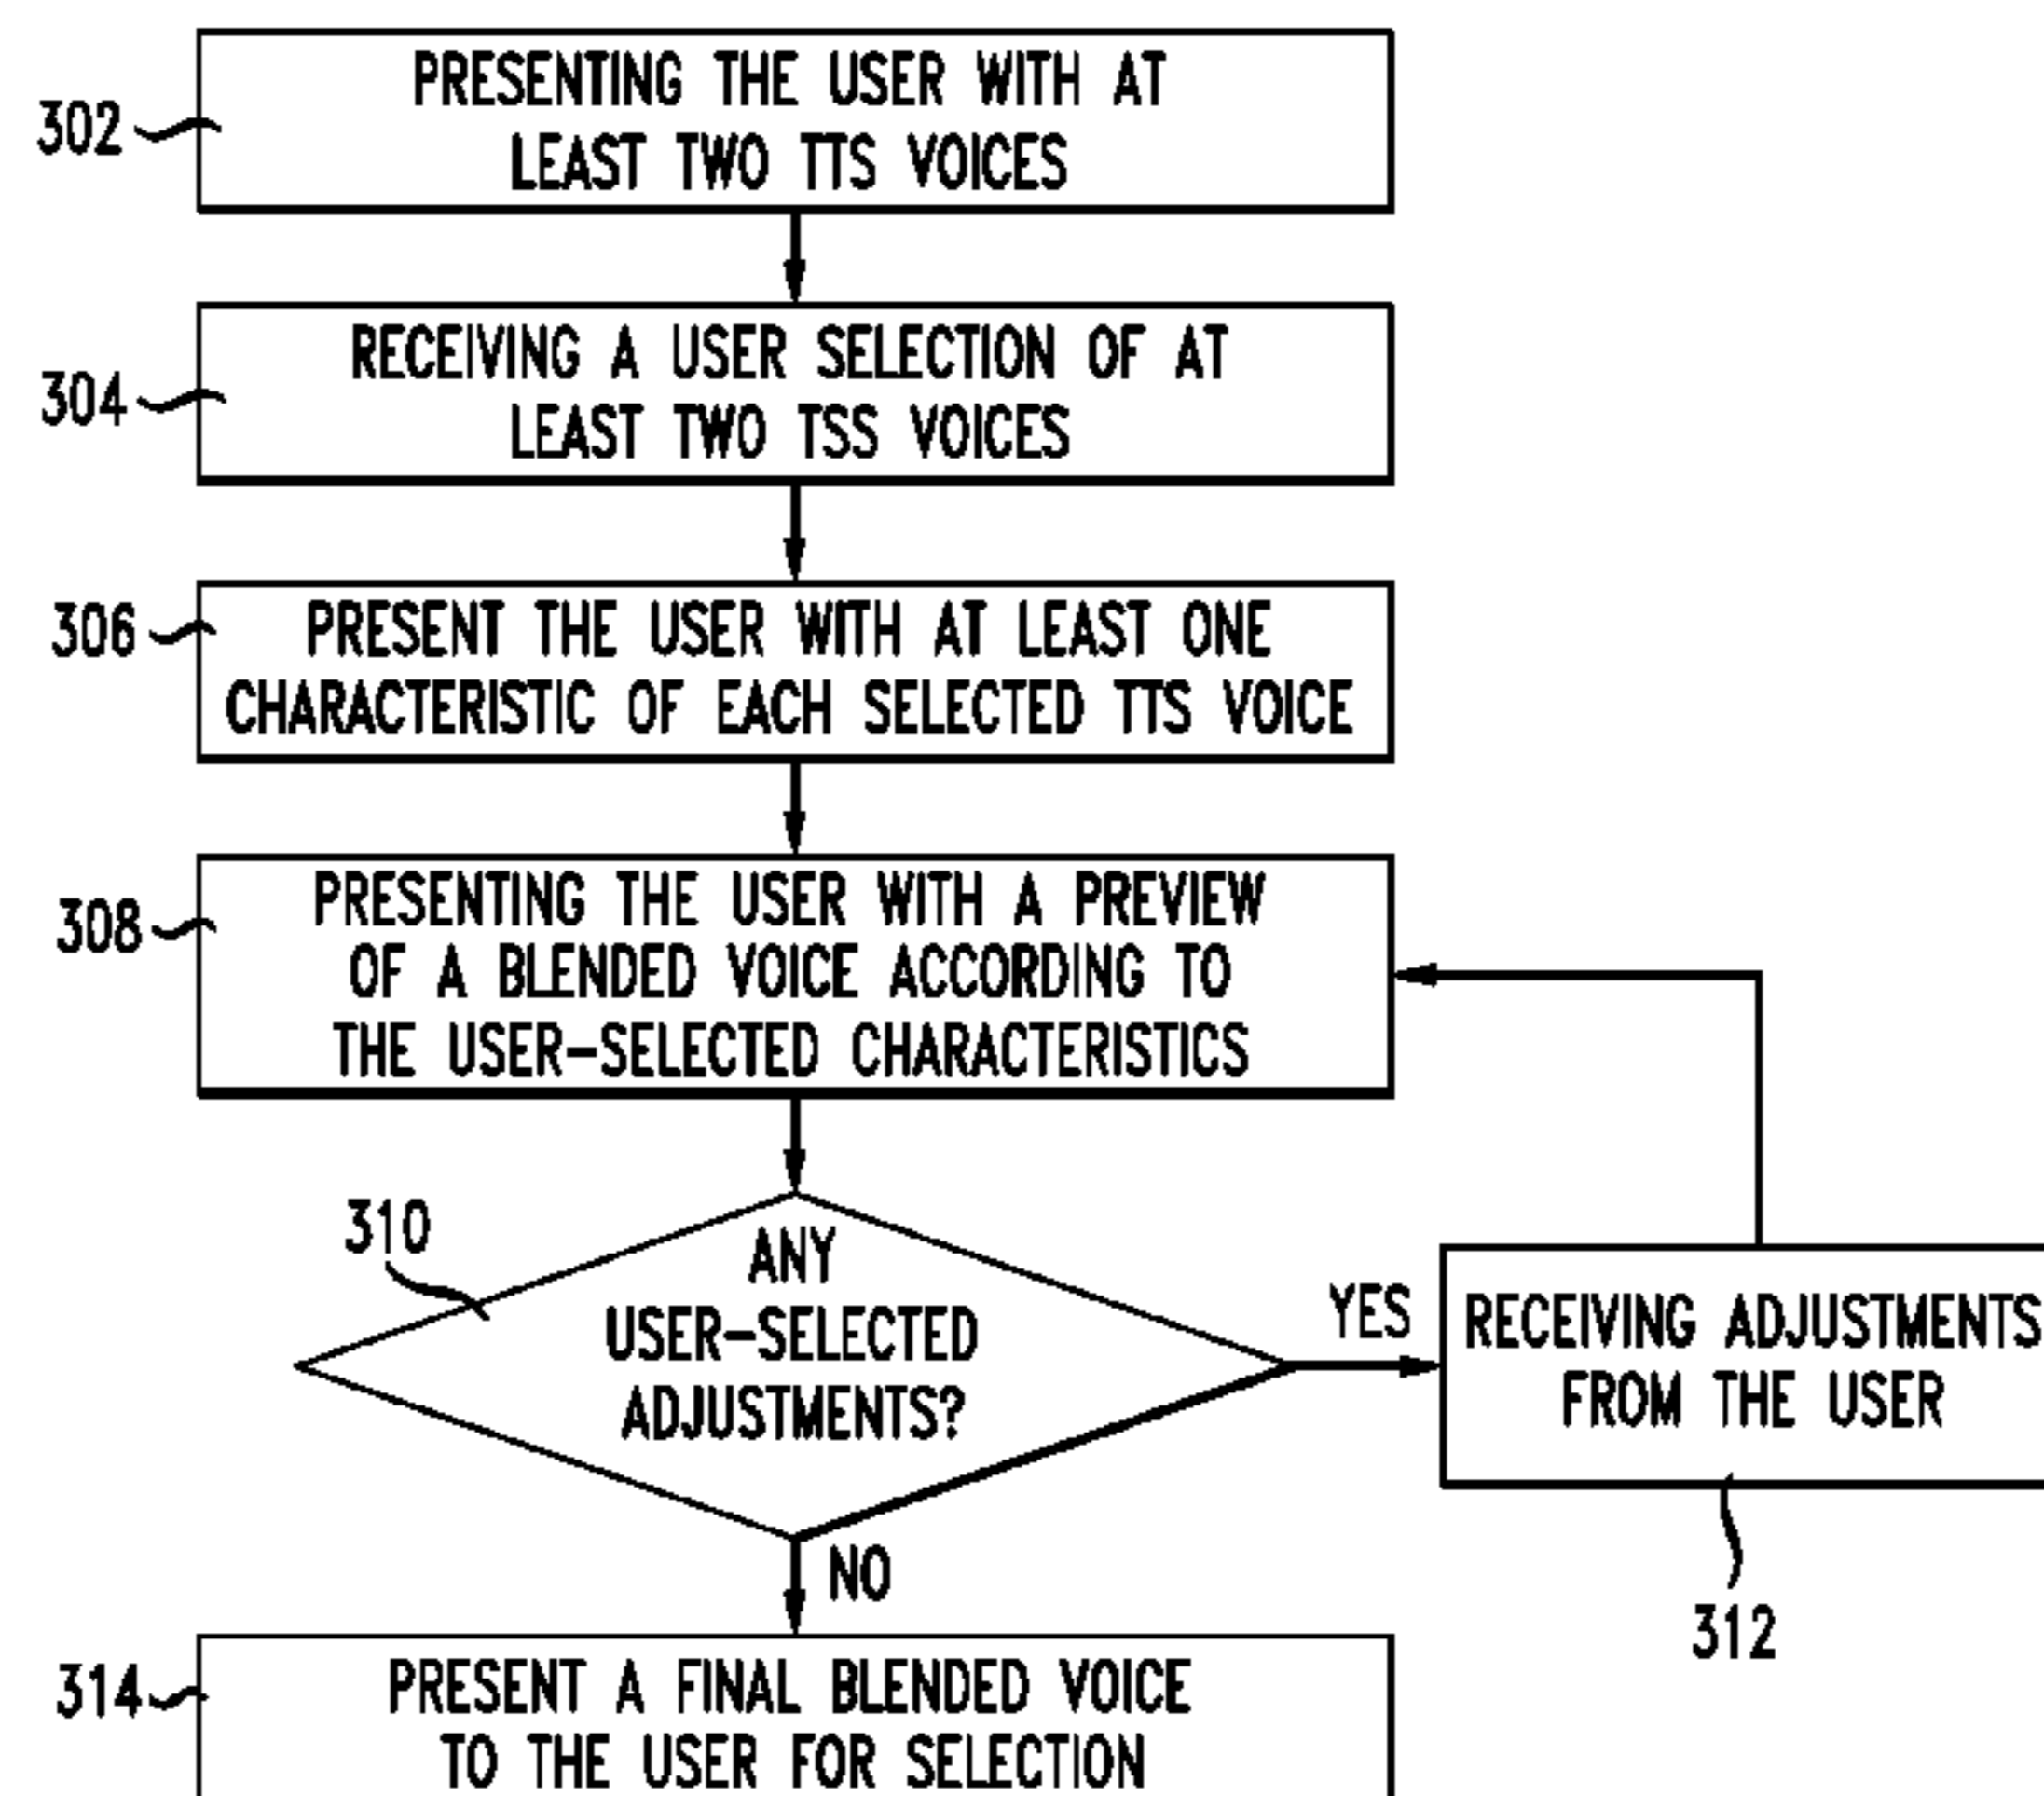 302
PRESENTING THE USER WITH AT
LEAST TWO TTS VOICES
304
RECEIVING A USER SELECTION OF AT
LEAST TWO TSS VOICES
306
PRESENT THE USER WITH AT LEAST ONE
CHARACTERISTIC OF EACH SELECTED TTS VOICE
308
PRESENTING THE USER WITH A PREVIEW
OF A BLENDED VOICE ACCORDING TO
THE USER-SELECTED CHARACTERISTICS
310
ANY
USER-SELECTED
ADJUSTMENTS?
YES
RECEIVING ADJUSTMENTS
FROM THE USER
312
NO
314
PRESENT A FINAL BLENDED VOICE
TO THE USER FOR SELECTION